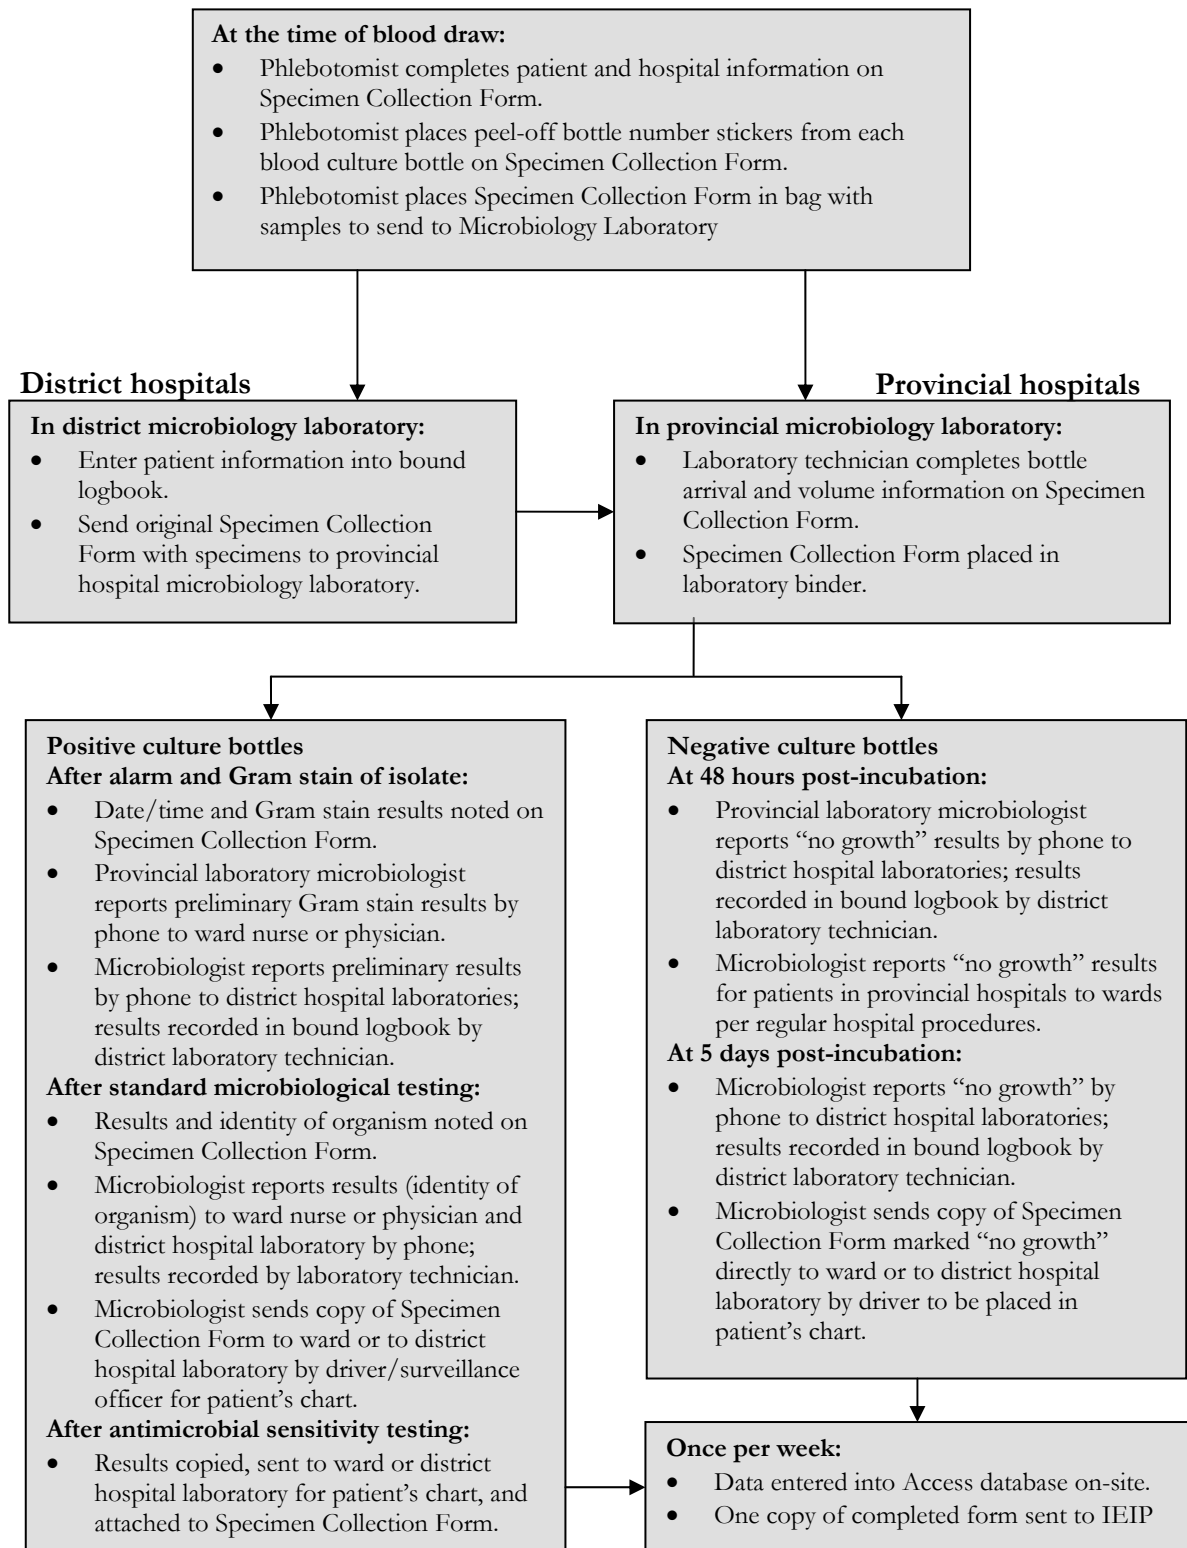 At the time of blood draw:
• Phlebotomist completes patient and hospital information on
Specimen Collection Form.
• Phlebotomist places peel-off bottle number stickers from each
blood culture bottle on Specimen Collection Form.
• Phlebotomist places Specimen Collection Form in bag with
samples to send to Microbiology Laboratory
District hospitals
In district microbiology laboratory:
• Enter patient information into bound
logbook.
• Send original Specimen Collection
Form with specimens to provincial
hospital microbiology laboratory.
Provincial hospitals
In provincial microbiology laboratory:
• Laboratory technician completes bottle
arrival and volume information on Specimen
Collection Form.
• Specimen Collection Form placed in
laboratory binder.
Positive culture bottles
After alarm and Gram stain of isolate:
• Date/time and Gram stain results noted on
Specimen Collection Form.
• Provincial laboratory microbiologist
reports preliminary Gram stain results by
phone to ward nurse or physician.
• Microbiologist reports preliminary results
by phone to district hospital laboratories;
results recorded in bound logbook by
district laboratory technician.
After standard microbiological testing:
• Results and identity of organism noted on
Specimen Collection Form.
• Microbiologist reports results (identity of
organism) to ward nurse or physician and
district hospital laboratory by phone;
results recorded by laboratory technician.
• Microbiologist sends copy of Specimen
Collection Form to ward or to district
hospital laboratory by driver/surveillance
officer for patient’s chart.
After antimicrobial sensitivity testing:
• Results copied, sent to ward or district
hospital laboratory for patient’s chart, and
attached to Specimen Collection Form.
Negative culture bottles
At 48 hours post-incubation:
• Provincial laboratory microbiologist
reports “no growth” results by phone to
district hospital laboratories; results
recorded in bound logbook by district
laboratory technician.
• Microbiologist reports “no growth” results
for patients in provincial hospitals to wards
per regular hospital procedures.
At 5 days post-incubation:
• Microbiologist reports “no growth” by
phone to district hospital laboratories;
results recorded in bound logbook by
district laboratory technician.
• Microbiologist sends copy of Specimen
Collection Form marked “no growth”
directly to ward or to district hospital
laboratory by driver to be placed in
patient’s chart.
Once per week:
• Data entered into Access database on-site.
• One copy of completed form sent to IEIP